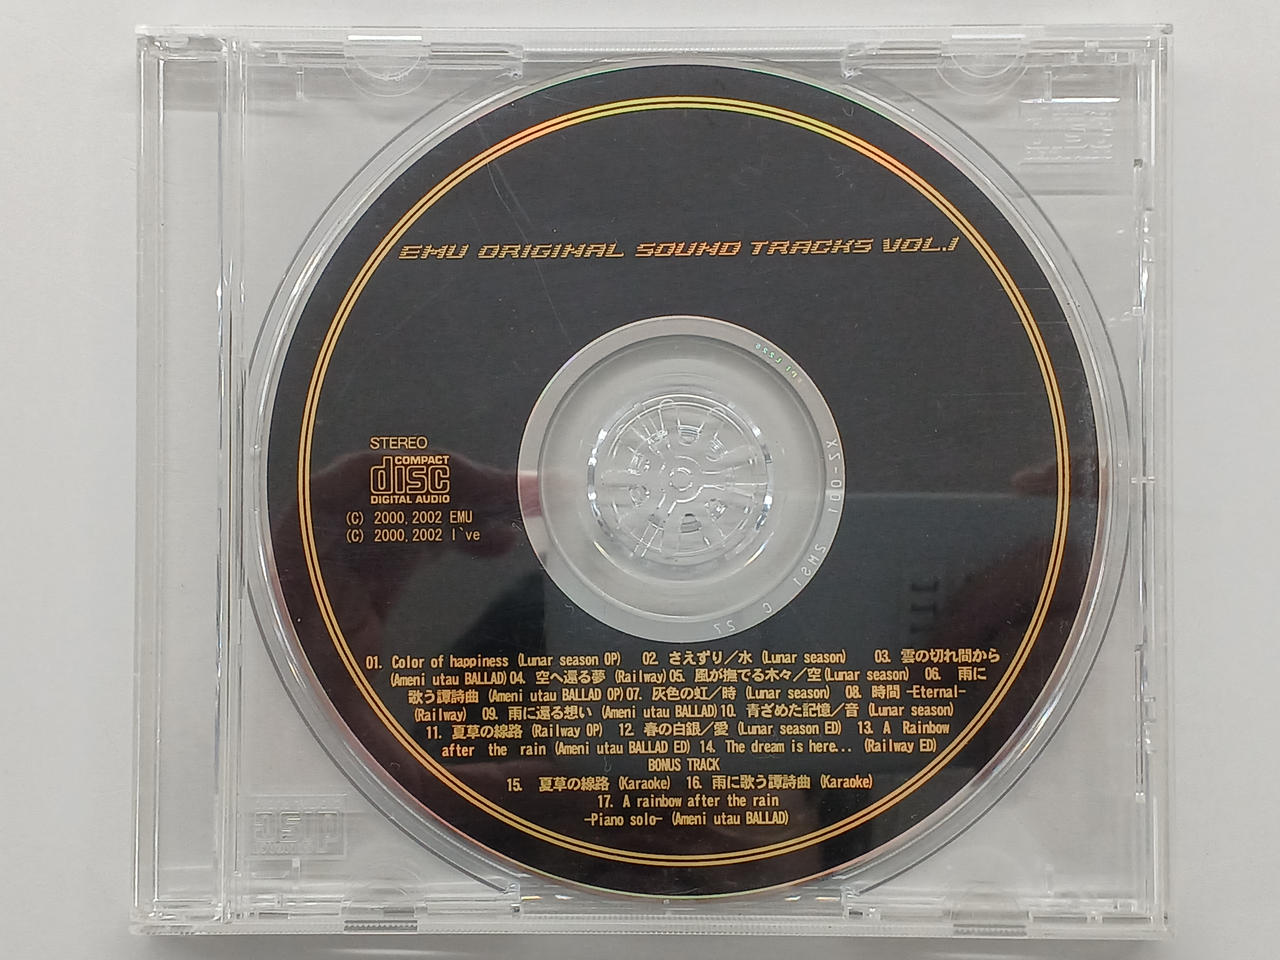 EMU ORIGINAL SOUND TRACKS VOL.1
STEREO
COMPACT
disc
DIGITAL AUDIO
(C) 2000,2002 EMU
(C) 2000,2002 I`ve
01. Color of happiness (Lunar season OP) 02. さえずり／水 (Lunar season) 03. 雲の切れ間から
(Ameni utau BALLAD)04. 空へ還る夢 (Railway)05. 風が撫でる木々／空(Lunar season) 06. 雨に
歌う譚詩曲 (Ameni utau BALLAD OP)07. 灰色の虹／時 (Lunar season) 08. 時間 -Eternal-
(Railway) 09. 雨に還る想い (Ameni utau BALLAD)10. 青ざめた記憶／音 (Lunar season)
11. 夏草の線路 (Railway OP) 12. 春の白銀／愛 (Lunar season ED) 13. A Rainbow
after the rain (Ameni utau BALLAD ED) 14. The dream is here... (Railway ED)
BONUS TRACK
15. 夏草の線路 (Karaoke) 16. 雨に歌う譚詩曲 (Karaoke)
17. A rainbow after the rain
-Piano solo- (Ameni utau BALLAD)